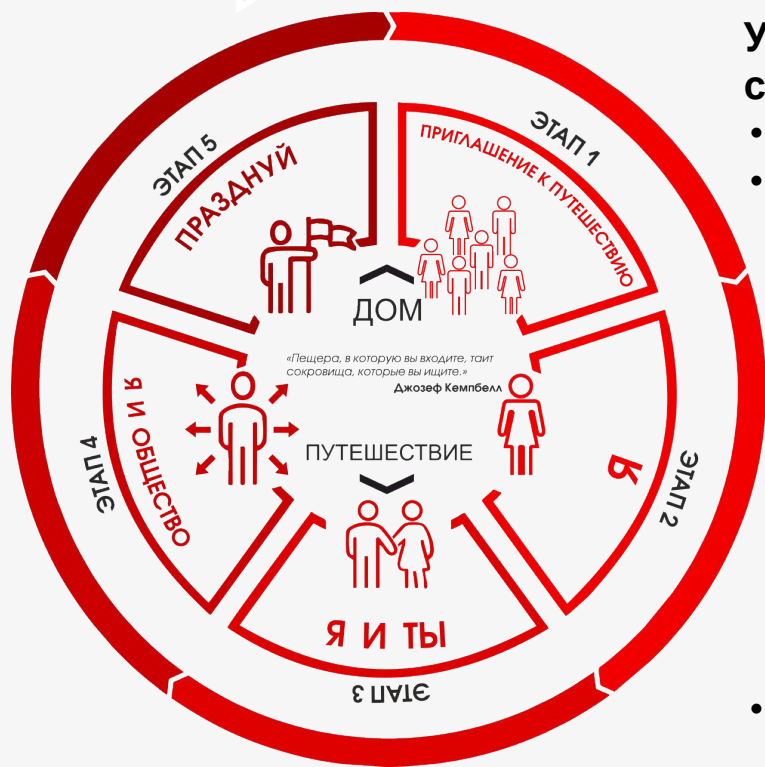 ЭТАП 1
ПРИГЛАШЕНИЕ К ПУТЕШЕСТВИЮ
ЭТАП 2
Я
ЭТАП 3
Я И ТЫ
ЭТАП 4
Я И ОБЩЕСТВО
ЭТАП 5
ПРАЗДНУЙ
ДОМ
«Пещера, в которую вы входите, таит
сокровища, которые вы ищите.»
Джозеф Кемпбелл
ПУТЕШЕСТВИЕ
У
с
•
•
•